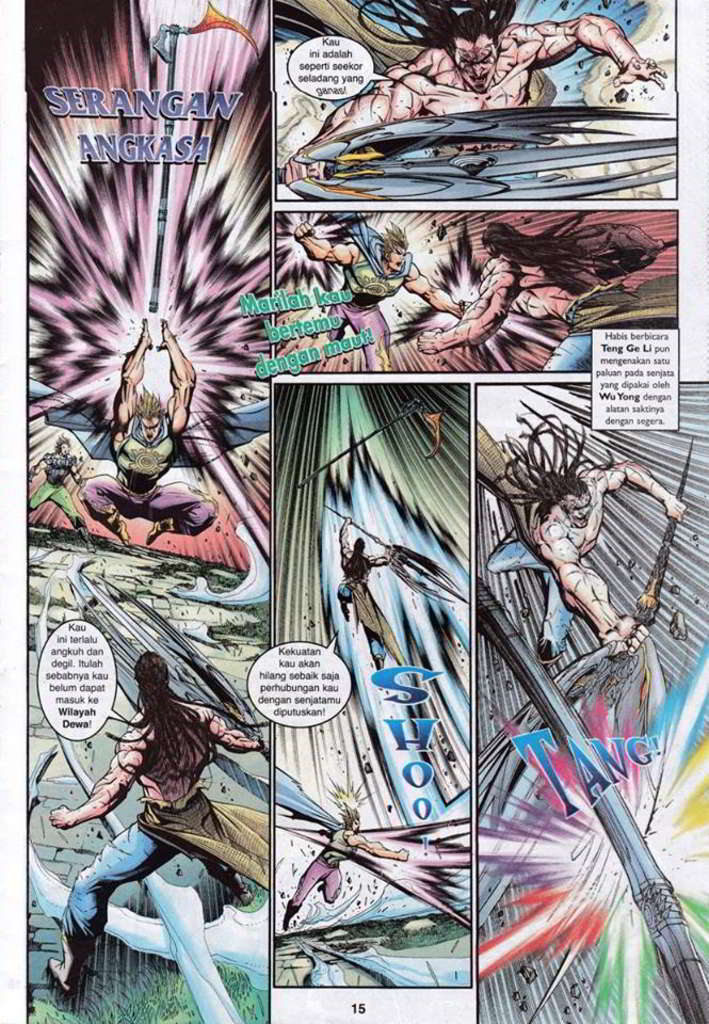 SERANGAN
ANGKASA
Kau
ini terlalu
angkuh dan
degil. Itulah
sebabnya kau
belum dapat
masuk ke
Wilayah
Dewa!
Kau
ini adalah
seperti seekor
seladang yang
ganas!
Marilah kau
bertemu
dengan maut!
Habis berbicara
Teng Ge Li pun
mengenakan satu
paluan pada senjata
yang dipakai oleh
Wu Yong dengan
alatan saktinya
dengan segera.
Kekuatan
kau akan
hilang sebaik saja
perhubungan kau
dengan senjatamu
diputuskan!
SHOO!
TANG!
15